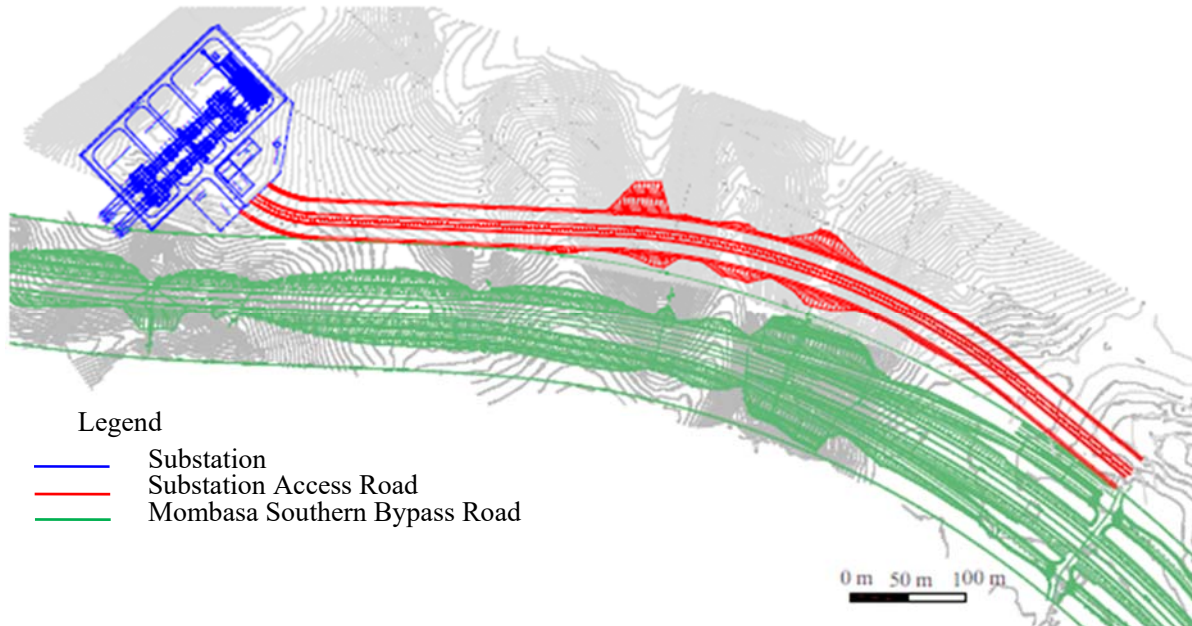 Legend
Substation
Substation Access Road
Mombasa Southern Bypass Road
0 m 50 m 100 m